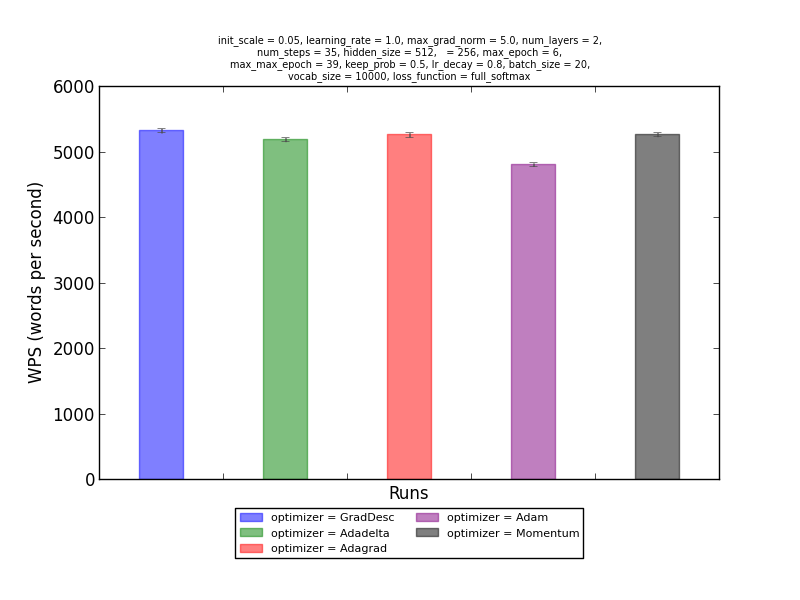 init_scale = 0.05, learning_rate = 1.0, max_grad_norm = 5.0, num_layers = 2,
num_steps = 35, hidden_size = 512,   = 256, max_epoch = 6,
max_max_epoch = 39, keep_prob = 0.5, lr_decay = 0.8, batch_size = 20,
vocab_size = 10000, loss_function = full_softmax
6000
5000
4000
3000
2000
1000
0
WPS (words per second)
Runs
optimizer = GradDesc
optimizer = Adadelta
optimizer = Adagrad
optimizer = Adam
optimizer = Momentum